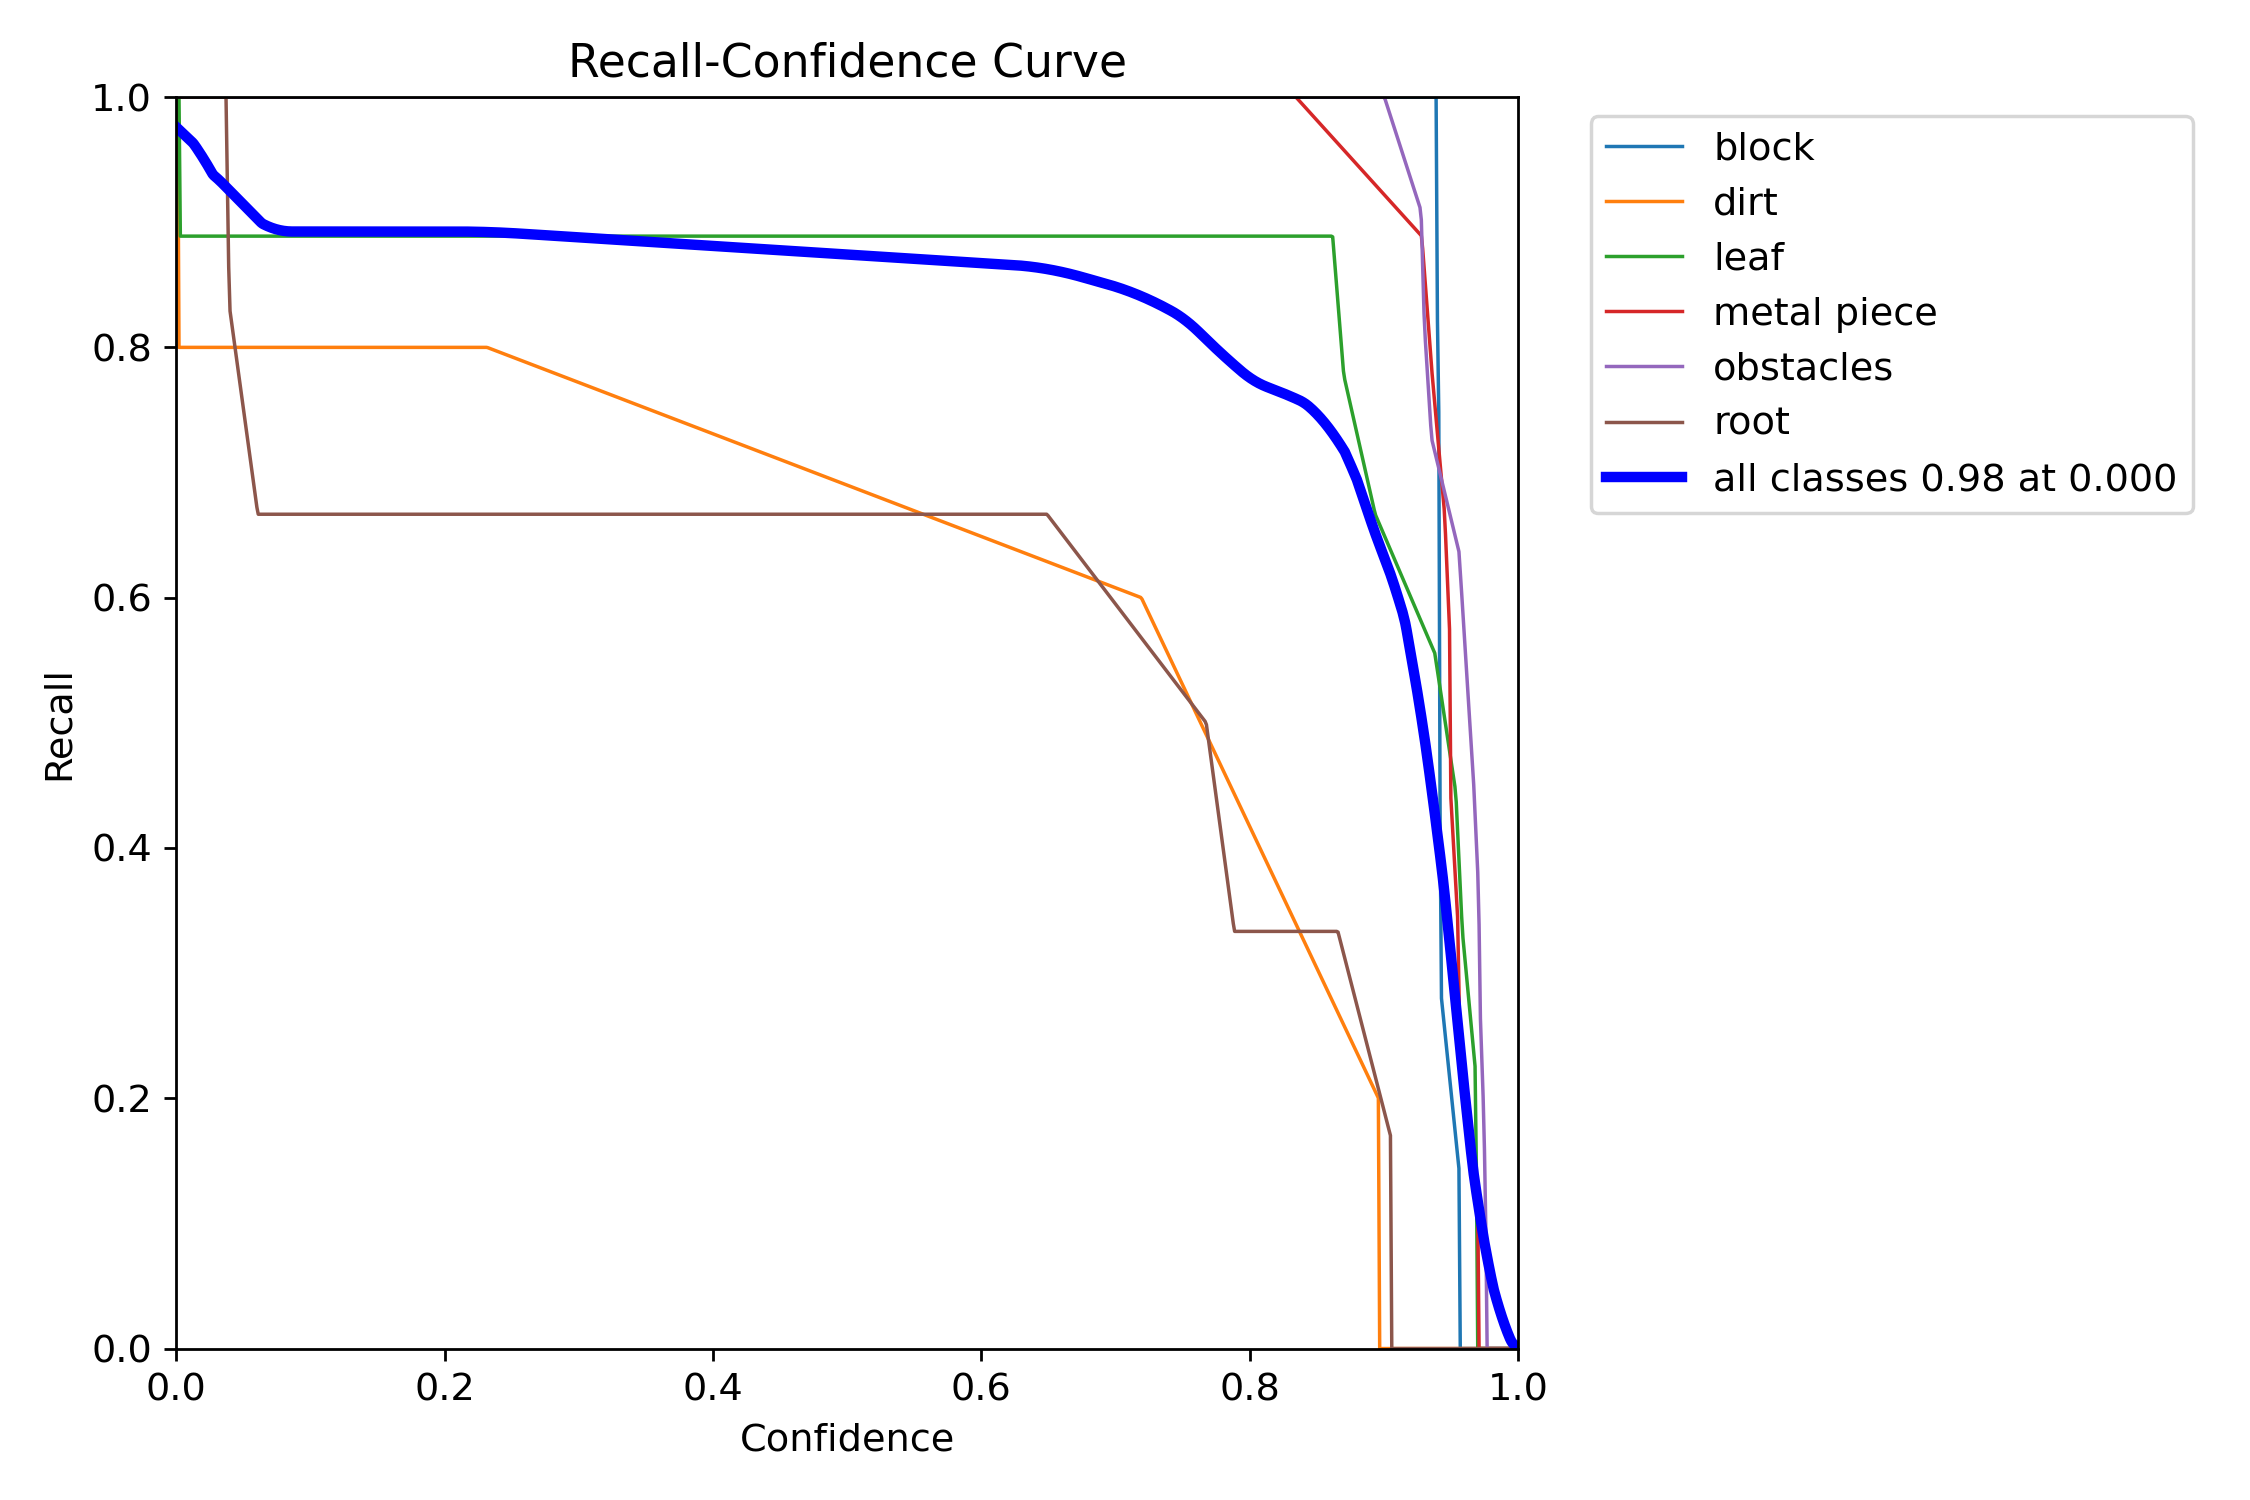 Recall-Confidence Curve
1.0
0.8
0.6
0.4
0.2
0.0
Recall
0.0 0.2 0.4 0.6 0.8 1.0
Confidence
block
dirt
leaf
metal piece
obstacles
root
all classes 0.98 at 0.000